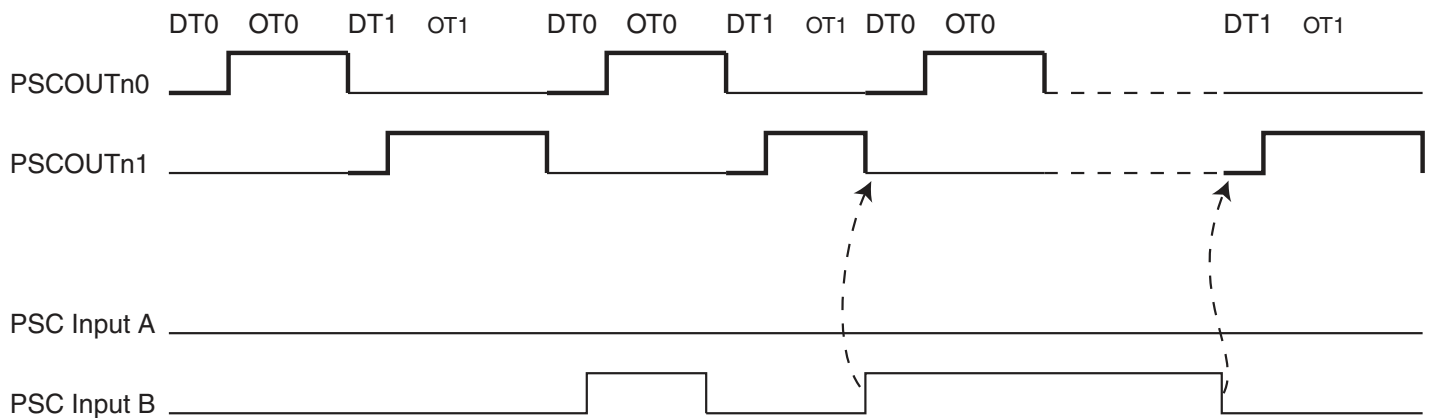 DT0 OT0 DT1 OT1 DT0 OT0 DT1 OT1 DT0 OT0 DT1 OT1
PSCOUTn0
PSCOUTn1
PSC Input A
PSC Input B